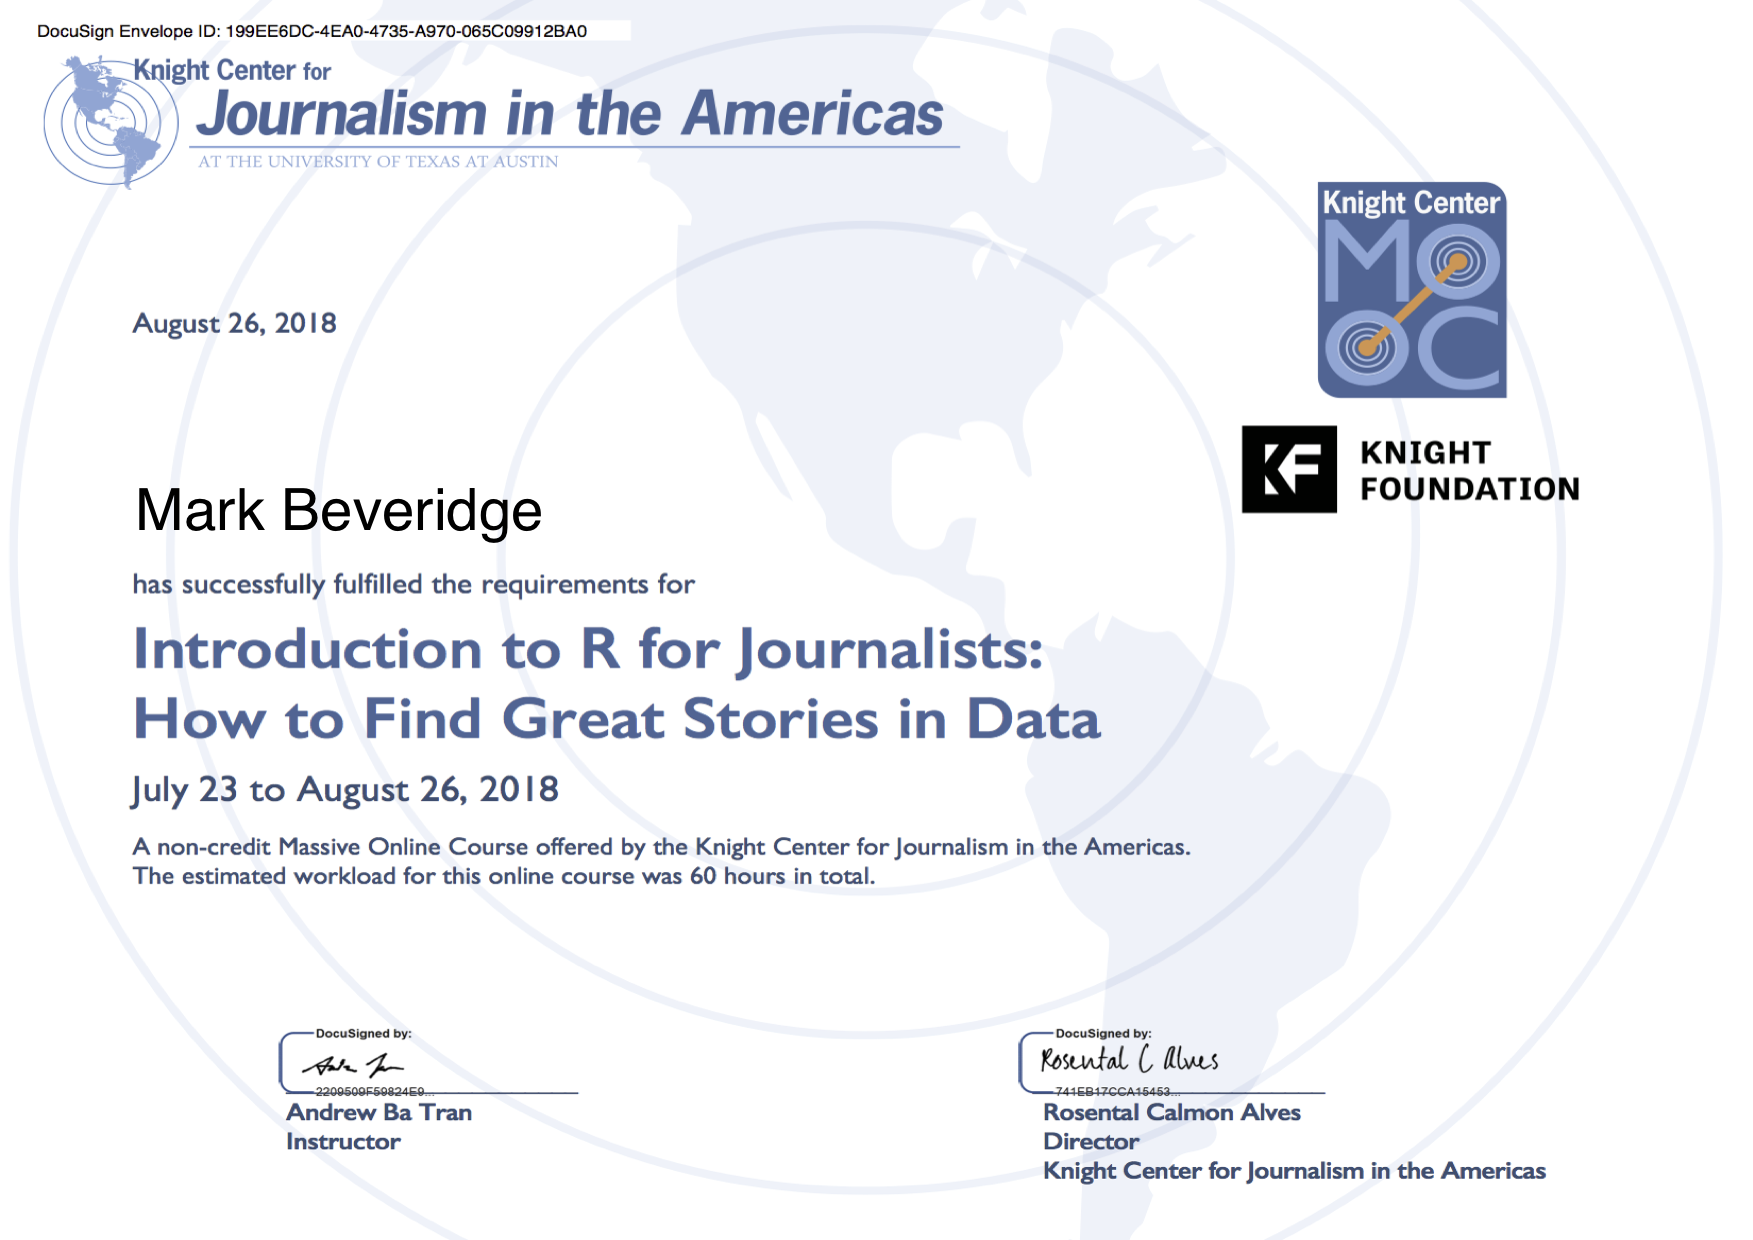 DocuSign Envelope ID: 199EE6DC-4EA0-4735-A970-065C09912BA0
Knight Center for
Journalism in the Americas
AT THE UNIVERSITY OF TEXAS AT AUSTIN
Knight Center
MO
OC
August 26, 2018
KF
KNIGHT
FOUNDATION
Mark Beveridge
has successfully fulfilled the requirements for
Introduction to R for Journalists:
How to Find Great Stories in Data
July 23 to August 26, 2018
A non-credit Massive Online Course offered by the Knight Center for Journalism in the Americas.
The estimated workload for this online course was 60 hours in total.
DocuSigned by:
2209509F59824E9...
Andrew Ba Tran
Instructor
DocuSigned by:
Rosental C Alves
741EB17CCA15453...
Rosental Calmon Alves
Director
Knight Center for Journalism in the Americas